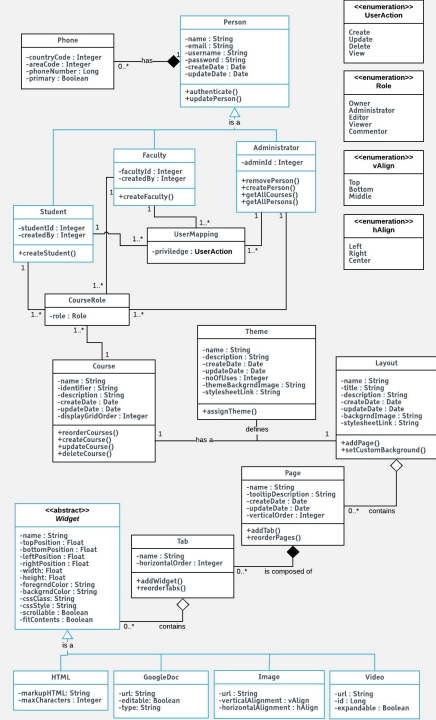 Person
-name : String
-email : String
-username : String
-password : String
-createDate : Date
-updateDate : Date
+authenticate()
+updatePerson()
Phone
-countryCode : Integer
-areaCode : Integer
-phoneNumber : Long
-primary : Boolean
has
0..*
1
is a
<<enumeration>>
UserAction
Create
Update
Delete
View
<<enumeration>>
Role
Owner
Administrator
Editor
Viewer
Commentor
<<enumeration>>
vAlign
Top
Bottom
Middle
<<enumeration>>
hAlign
Left
Right
Center
Faculty
-facultyId : Integer
-createdBy : Integer
+createFaculty()
Administrator
-adminId : Integer
+removePerson()
+createPerson()
+getAllCourses()
+getAllPersons()
Student
-studentId : Integer
-createdBy : Integer
+createStudent()
UserMapping
-priviledge : UserAction
1
1
1..*
1
1..*
1
1
1..*
1
1..*
1..*
1..*
CourseRole
-role : Role
1..*
1
Course
-name : String
-identifier : String
-description : String
-createDate : Date
-updateDate : Date
-displayGridOrder : Integer
+reorderCourses()
+createCourse()
+updateCourse()
+deleteCourse()
Theme
-name : String
-description : String
-createDate : Date
-updateDate : Date
-noOfUses : Integer
-themeBackgrndImage : String
-stylesheetLink : String
+assignTheme()
defines
1
has a
1
Layout
-name : String
-title : String
-description : String
-createDate : Date
-updateDate : Date
-backgrndImage : String
-stylesheetLink : String
+addPage()
+setCustomBackground()
Page
-name : String
-tooltipDescription : String
-createDate : Date
-updateDate : Date
-verticalOrder : Integer
+addTab()
+reorderPages()
0..*
contains
<<abstract>>
Widget
-name : String
-topPosition : Float
-bottomPosition : Float
-leftPosition : Float
-rightPosition : Float
-width: Float
-height: Float
-foregrndColor : String
-backgrndColor : String
-cssClass: String
-cssStyle : String
-scrollable : Boolean
-fitContents : Boolean
Tab
-name : String
-horizontalOrder : Integer
+addWidget()
+reorderTabs()
0..*
is composed of
0..*
contains
is a
HTML
-markupHTML: String
-maxCharacters : Integer
GoogleDoc
-url: String
-editable: Boolean
-type: String
Image
-url : String
-verticalAlignment : vAlign
-horizontalAlignment : hAlign
Video
-url : String
-id : Long
-expandable : Boolean